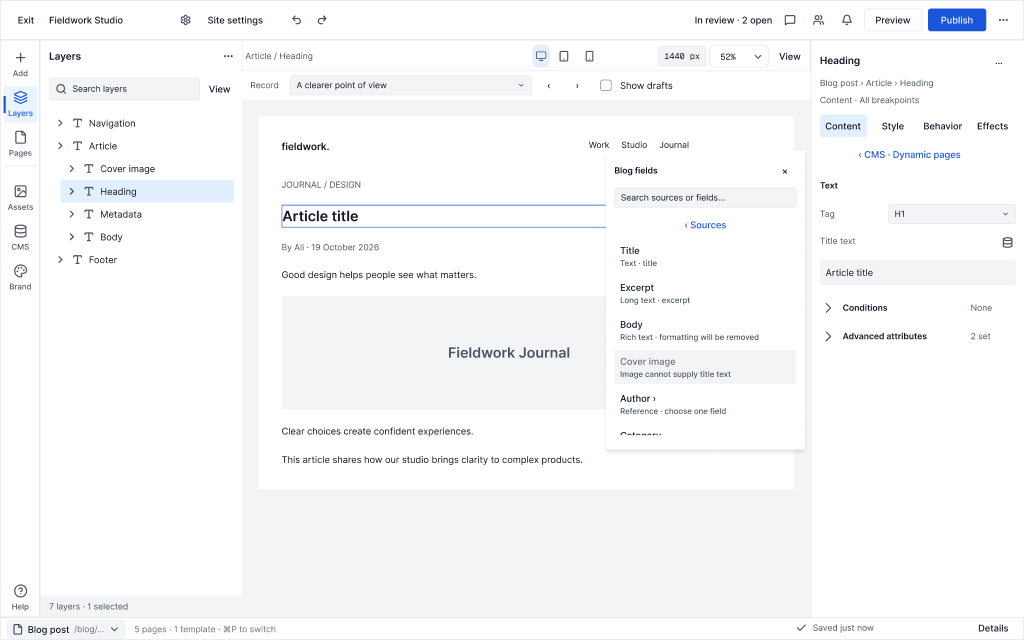 Exit Fieldwork Studio Site settings In review · 2 open Preview Publish
Add
Layers
Pages
Assets
CMS
Brand
Help
Layers
Search layers View
Navigation
Article
Cover image
Heading
Metadata
Body
Footer
7 layers · 1 selected
Article / Heading 1440 px 52% View
Record A clearer point of view ‹ › Show drafts
fieldwork. Work Studio Journal
JOURNAL / DESIGN
Article title
By Ali · 19 October 2026
Good design helps people see what matters.
Fieldwork Journal
Clear choices create confident experiences.
This article shares how our studio brings clarity to complex products.
Blog fields ×
Search sources or fields...
‹ Sources
Title
Text · title
Excerpt
Long text · excerpt
Body
Rich text · formatting will be removed
Cover image
Image cannot supply title text
Author ›
Reference · choose one field
Category
Heading ...
Blog post › Article › Heading
Content · All breakpoints
Content Style Behavior Effects
‹ CMS · Dynamic pages
Text
Tag H1
Title text
Article title
Conditions None
Advanced attributes 2 set
Blog post /blog/... 5 pages · 1 template · ⌘P to switch Saved just now Details